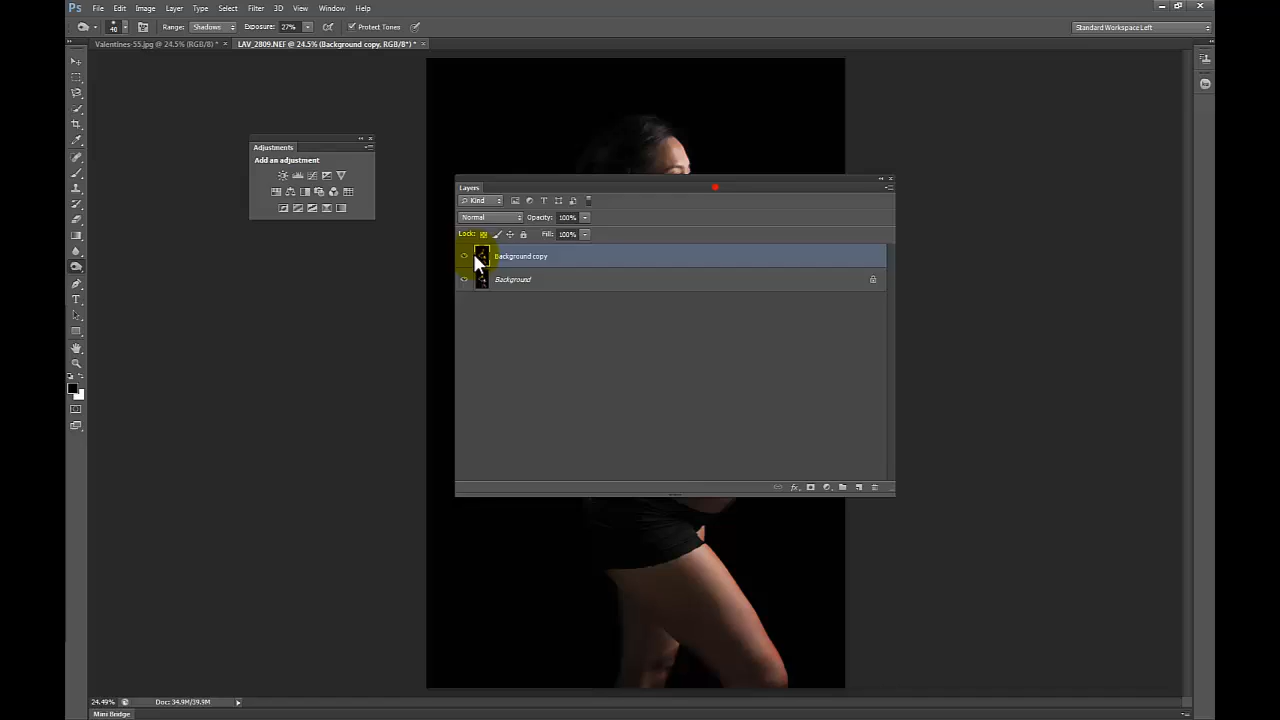 Ps File Edit Image Layer Type Select Filter 3D View Window Help
40 Range: Shadows Exposure: 27% Protect Tones Standard Workspace Left
Valentines-55.jpg @ 24.5% (RGB/8) * × LAV_2809.NEF @ 24.5% (Background copy, RGB/8*) * ×
Adjustments
Add an adjustment
Layers
Kind
Normal Opacity: 100%
Lock: Fill: 100%
Background copy
Background
24.49% Doc: 34.9M/39.9M
Mini Bridge